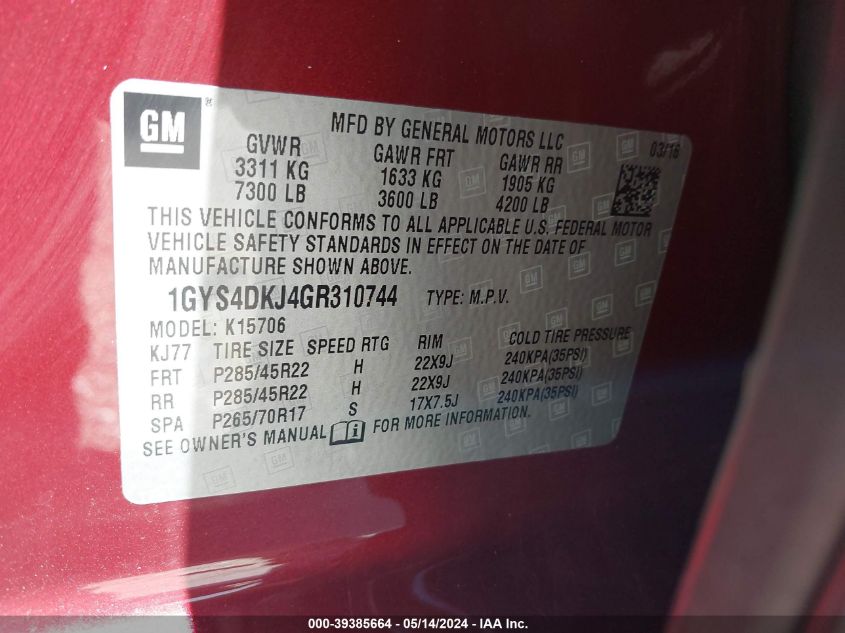 GM
MFD BY GENERAL MOTORS LLC
03/16
GVWR GAWR FRT GAWR RR
3311 KG 1633 KG 1905 KG
7300 LB 3600 LB 4200 LB
THIS VEHICLE CONFORMS TO ALL APPLICABLE U.S. FEDERAL MOTOR
VEHICLE SAFETY STANDARDS IN EFFECT ON THE DATE OF
MANUFACTURE SHOWN ABOVE.
1GYS4DKJ4GR310744 TYPE: M.P.V.
MODEL: K15706
KJ77 TIRE SIZE SPEED RTG RIM COLD TIRE PRESSURE
FRT P285/45R22 H 22X9J 240KPA(35PSI)
RR P285/45R22 H 22X9J 240KPA(35PSI)
SPA P265/70R17 S 17X7.5J 240KPA(35PSI)
SEE OWNER'S MANUAL FOR MORE INFORMATION.
000-39385664 - 05/14/2024 - IAA Inc.